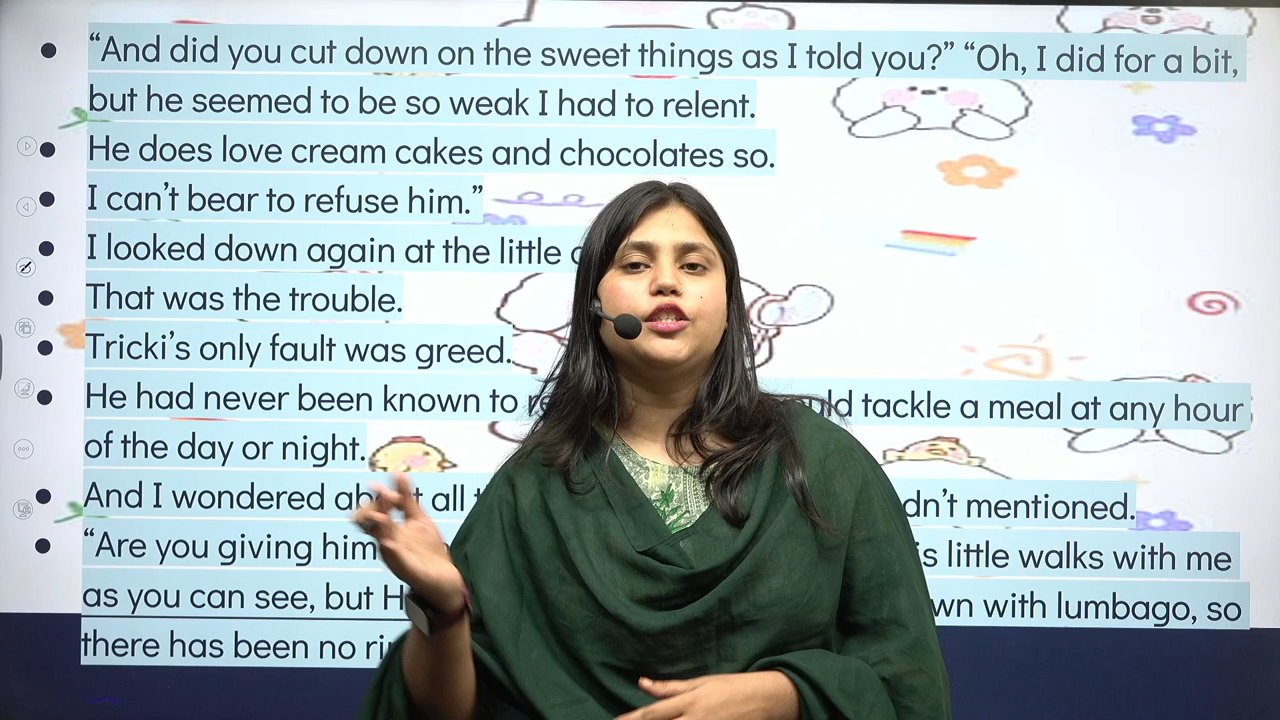 “And did you cut down on the sweet things as I told you?” “Oh, I did for a bit,
but he seemed to be so weak I had to relent.
He does love cream cakes and chocolates so.
I can’t bear to refuse him.”
I looked down again at the little
That was the trouble.
Tricki’s only fault was greed.
He had never been known to tackle a meal at any hour
of the day or night.
And I wondered all mentioned.
“Are you giving him little walks with me
as you can see, but with lumbago, so
there has been no